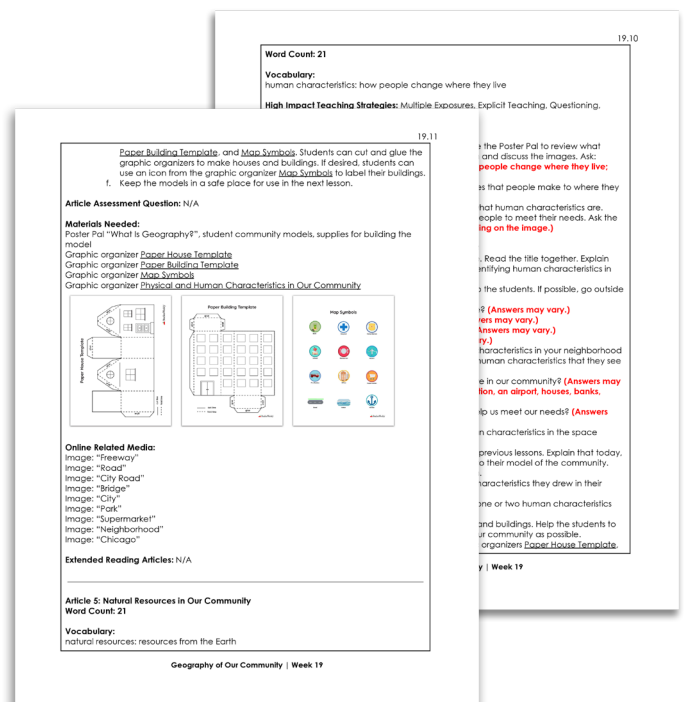 19.10
Word Count: 21
Vocabulary:
human characteristics: how people change where they live
High Impact Teaching Strategies: Multiple Exposures, Explicit Teaching, Questioning,
the Poster Pal to review what
and discuss the images. Ask:
people change where they live;
that people make to where they
hat human characteristics are.
people to meet their needs. Ask the
ing on the image.)
. Read the title together. Explain
entifying human characteristics in
the students. If possible, go outside
? (Answers may vary.)
vers may vary.)
Answers may vary.)
ry.)
haracteristics in your neighborhood
human characteristics that they see
e in our community? (Answers may
tion, an airport, houses, banks,
lp us meet our needs? (Answers
n characteristics in the space
previous lessons. Explain that today,
o their model of the community.
haracteristics they drew in their
one or two human characteristics
and buildings. Help the students to
ur community as possible.
organizers Paper House Template,
y | Week 19
19.11
Paper Building Template, and Map Symbols. Students can cut and glue the
graphic organizers to make houses and buildings. If desired, students can
use an icon from the graphic organizer Map Symbols to label their buildings.
f. Keep the models in a safe place for use in the next lesson.
Article Assessment Question: N/A
Materials Needed:
Poster Pal “What Is Geography?”, student community models, supplies for building the
model
Graphic organizer Paper House Template
Graphic organizer Paper Building Template
Graphic organizer Map Symbols
Graphic organizer Physical and Human Characteristics in Our Community
Paper House Template
Paper Building Template
Map Symbols
Online Related Media:
Image: “Freeway”
Image: “Road”
Image: “City Road”
Image: “Bridge”
Image: “City”
Image: “Park”
Image: “Supermarket”
Image: “Neighborhood”
Image: “Chicago”
Extended Reading Articles: N/A
Article 5: Natural Resources in Our Community
Word Count: 21
Vocabulary:
natural resources: resources from the Earth
Geography of Our Community | Week 19